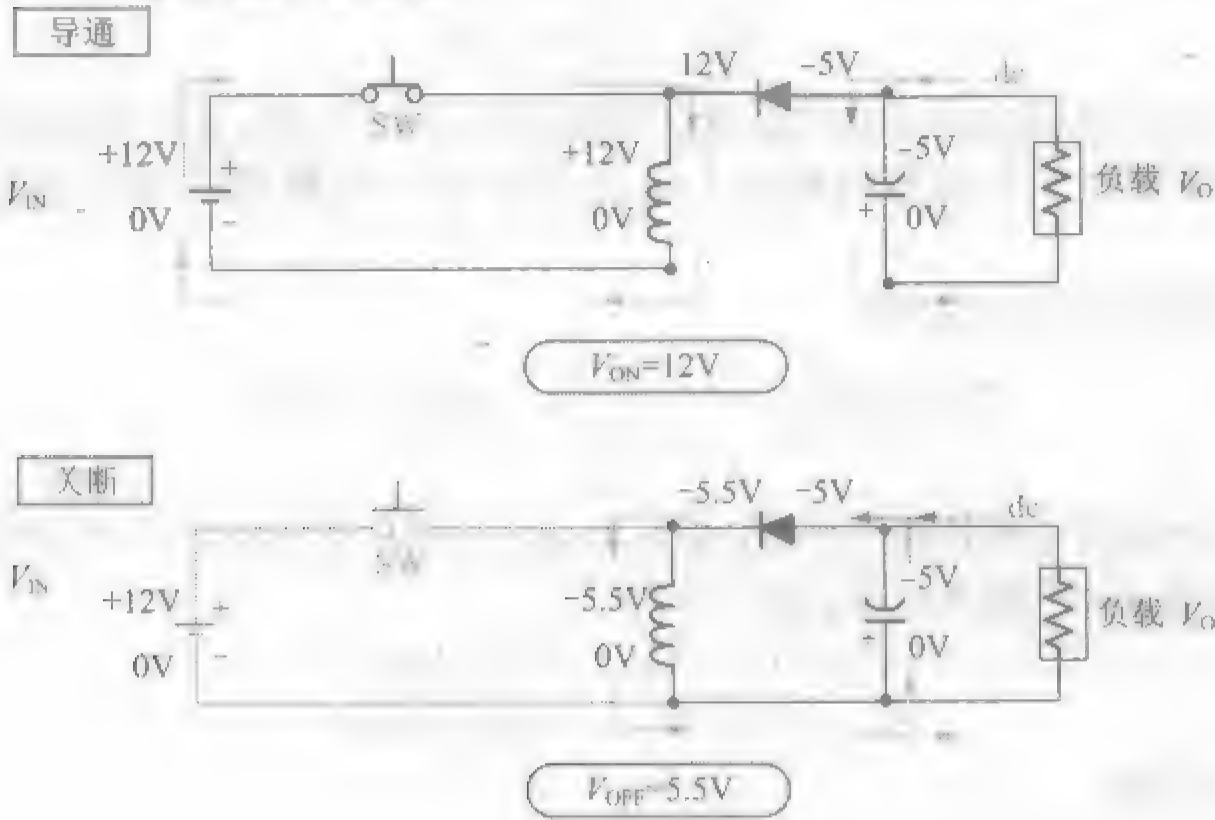 导通
12V
-5V
dc
SW
+12V
+
V_IN
0V
-
+12V
0V
-5V
+
0V
负载 V_O
V_ON=12V
关断
-5.5V
-5V
dc
SW
V_IN
+12V
+
0V
-
-5.5V
0V
-5V
+
0V
负载 V_O
V_OFF=5.5V